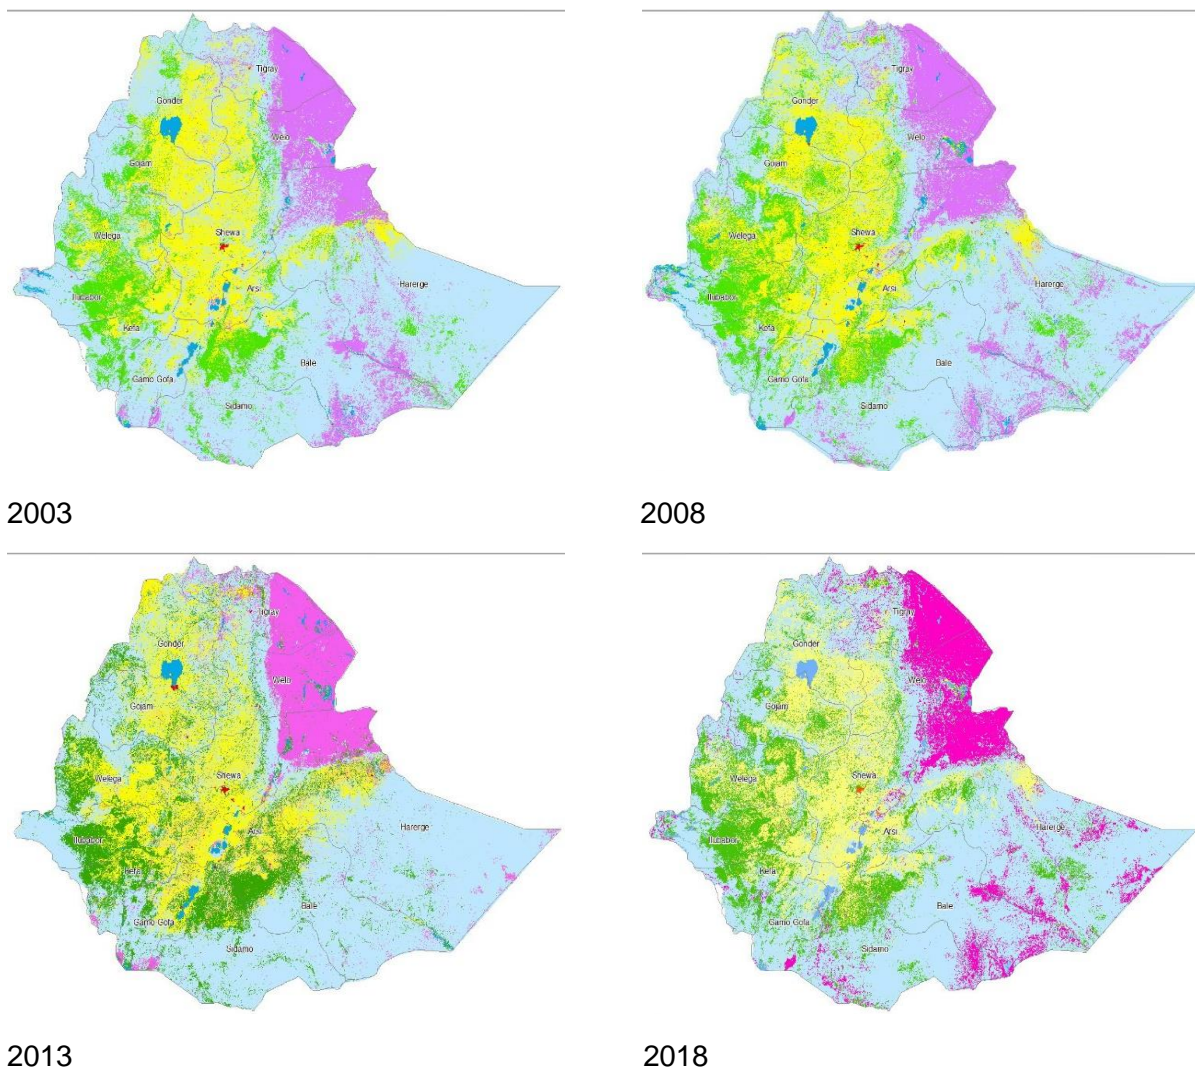 Tigray
Gonder
Welo
Gojam
Welega
Shewa
Ilubabor
Arsi
Harerge
Kefa
Bale
Gamo Gofa
Sidamo
2003
Tigray
Gonder
Welo
Gojam
Welega
Shewa
Ilubabor
Arsi
Harerge
Kefa
Bale
Gamo Gofa
Sidamo
2008
Tigray
Gonder
Welo
Gojam
Welega
Shewa
Ilubabor
Arsi
Harerge
Kefa
Bale
Gamo Gofa
Sidamo
2013
Tigray
Gonder
Welo
Gojam
Welega
Shewa
Ilubabor
Arsi
Harerge
Kefa
Bale
Gamo Gofa
Sidamo
2018